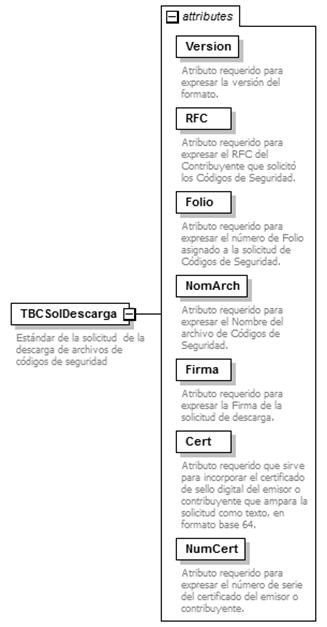 attributes
Version
Atributo requerido para
expresar la versión del
formato.
RFC
Atributo requerido para
expresar el RFC del
Contribuyente que solicitó
los Códigos de Seguridad.
Folio
Atributo requerido para
expresar el número de Folio
asignado a la solicitud de
Códigos de Seguridad.
NomArch
Atributo requerido para
expresar el Nombre del
archivo de Códigos de
Seguridad.
TBCSolDescarga
Estándar de la solicitud de la
descarga de archivos de
códigos de seguridad
Firma
Atributo requerido para
expresar la Firma de la
solicitud de descarga.
Cert
Atributo requerido que sirve
para incorporar el certificado
de sello digital del emisor o
contribuyente que ampara la
solicitud como texto, en
formato base 64.
NumCert
Atributo requerido para
expresar el número de serie
del certificado del emisor o
contribuyente.